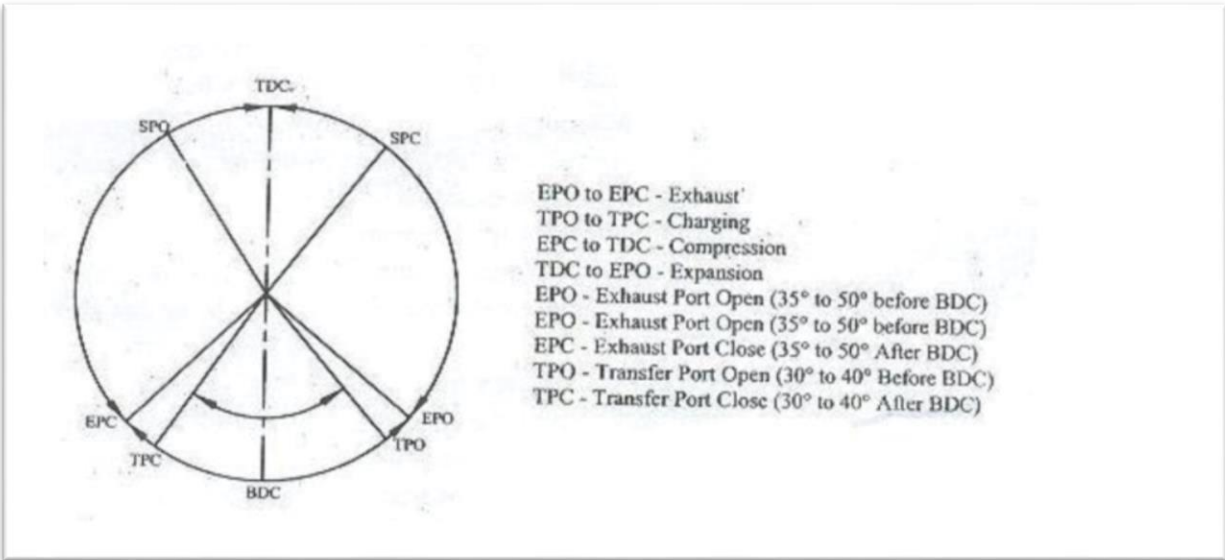 TDC
SPO
SPC
EPO to EPC - Exhaust
TPO to TPC - Charging
EPC to TDC - Compression
TDC to EPO - Expansion
EPO - Exhaust Port Open (35° to 50° before BDC)
EPO - Exhaust Port Open (35° to 50° before BDC)
EPC - Exhaust Port Close (35° to 50° After BDC)
TPO - Transfer Port Open (30° to 40° Before BDC)
TPC - Transfer Port Close (30° to 40° After BDC)
EPC
EPO
TPC
TPO
BDC